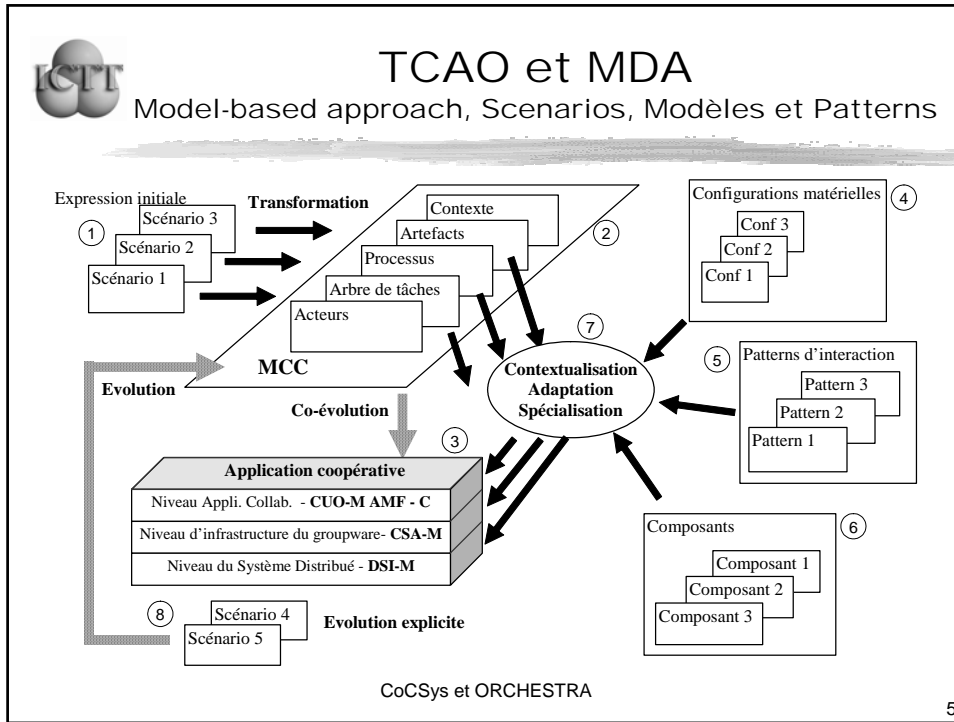 ICTT
TCAO et MDA
Model-based approach, Scenarios, Modèles et Patterns
Expression initiale
1
Scénario 3
Scénario 2
Scénario 1
Transformation
Contexte
Artefacts
Processus
Arbre de tâches
Acteurs
MCC
2
Configurations matérielles
4
Conf 3
Conf 2
Conf 1
7
Contextualisation
Adaptation
Spécialisation
5
Patterns d'interaction
Pattern 3
Pattern 2
Pattern 1
Evolution
Co-évolution
3
Application coopérative
Niveau Appli. Collab. - CUO-M AMF - C
Niveau d'infrastructure du groupware- CSA-M
Niveau du Système Distribué - DSI-M
Composants
6
Composant 1
Composant 2
Composant 3
8
Scénario 4
Scénario 5
Evolution explicite
CoCSys et ORCHESTRA
5